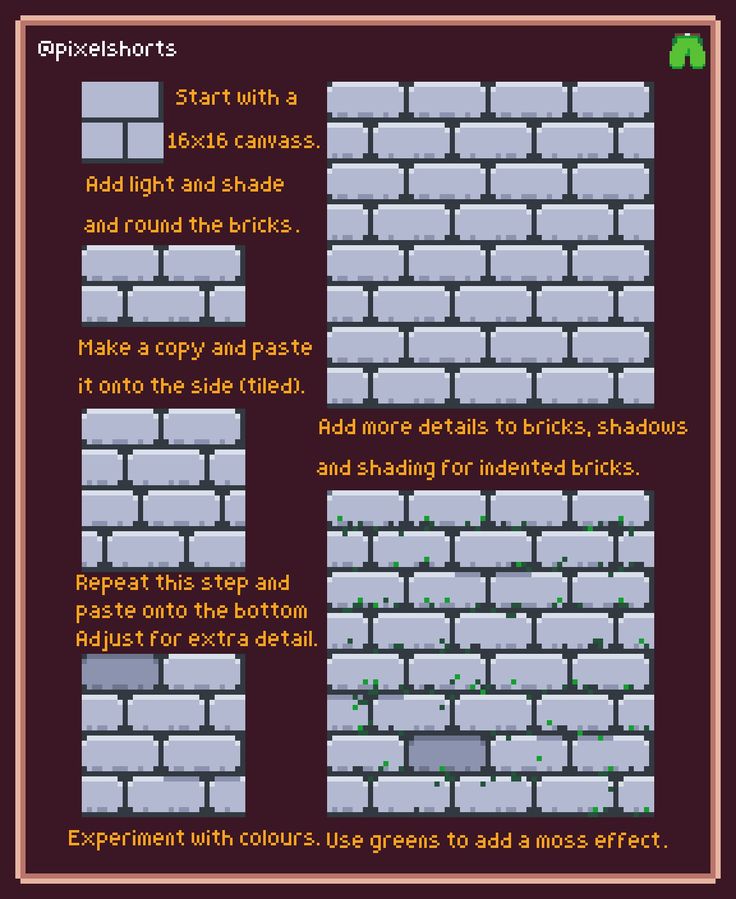 @pixelshorts
Start with a
16x16 canvass.
Add light and shade
and round the bricks.
Make a copy and paste
it onto the side (tiled).
Repeat this step and
paste onto the bottom
Adjust for extra detail.
Experiment with colours.
Add more details to bricks, shadows
and shading for indented bricks.
Use greens to add a moss effect.